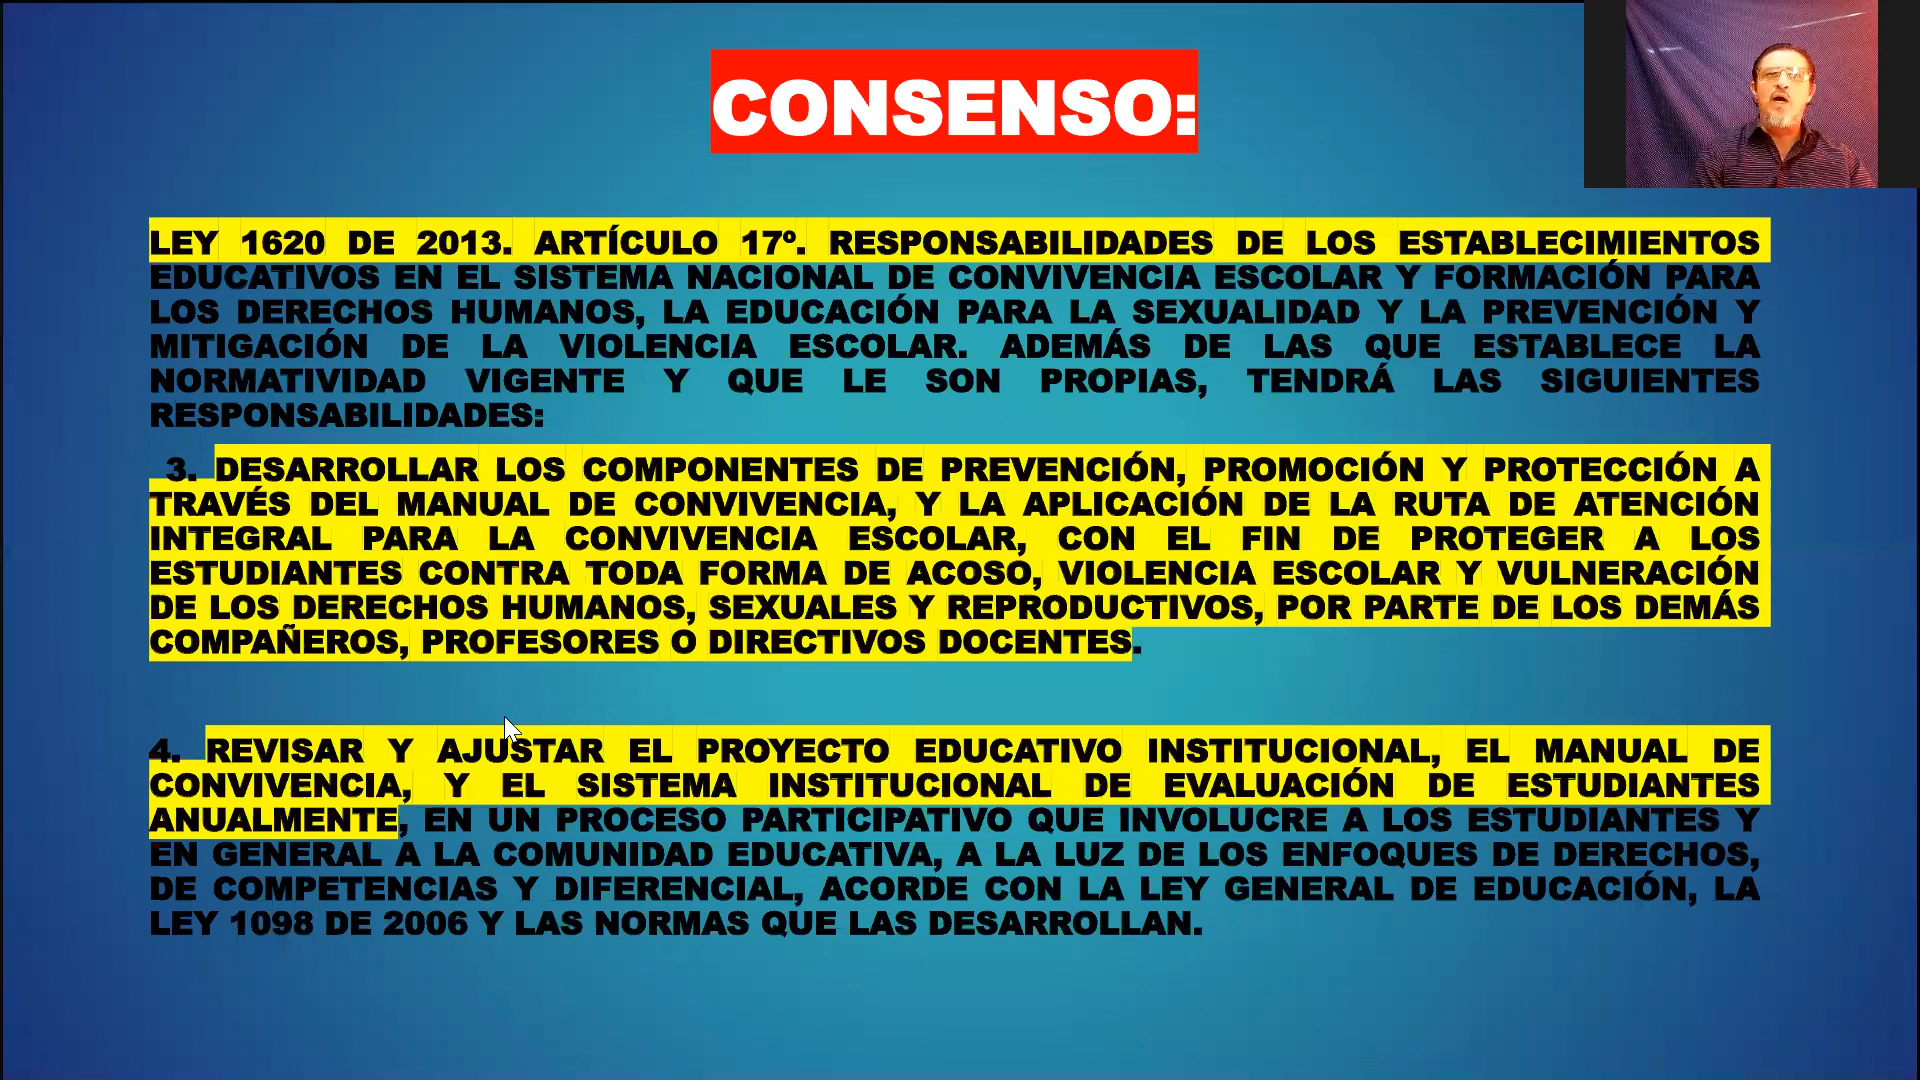 CONSENSO:
LEY 1620 DE 2013. ARTÍCULO 17º. RESPONSABILIDADES DE LOS ESTABLECIMIENTOS
EDUCATIVOS EN EL SISTEMA NACIONAL DE CONVIVENCIA ESCOLAR Y FORMACIÓN PARA
LOS DERECHOS HUMANOS, LA EDUCACIÓN PARA LA SEXUALIDAD Y LA PREVENCIÓN Y
MITIGACIÓN DE LA VIOLENCIA ESCOLAR. ADEMÁS DE LAS QUE ESTABLECE LA
NORMATIVIDAD VIGENTE Y QUE LE SON PROPIAS, TENDRÁ LAS SIGUIENTES
RESPONSABILIDADES:
3. DESARROLLAR LOS COMPONENTES DE PREVENCIÓN, PROMOCIÓN Y PROTECCIÓN A
TRAVÉS DEL MANUAL DE CONVIVENCIA, Y LA APLICACIÓN DE LA RUTA DE ATENCIÓN
INTEGRAL PARA LA CONVIVENCIA ESCOLAR, CON EL FIN DE PROTEGER A LOS
ESTUDIANTES CONTRA TODA FORMA DE ACOSO, VIOLENCIA ESCOLAR Y VULNERACIÓN
DE LOS DERECHOS HUMANOS, SEXUALES Y REPRODUCTIVOS, POR PARTE DE LOS DEMÁS
COMPAÑEROS, PROFESORES O DIRECTIVOS DOCENTES.
4. REVISAR Y AJUSTAR EL PROYECTO EDUCATIVO INSTITUCIONAL, EL MANUAL DE
CONVIVENCIA, Y EL SISTEMA INSTITUCIONAL DE EVALUACIÓN DE ESTUDIANTES
ANUALMENTE, EN UN PROCESO PARTICIPATIVO QUE INVOLUCRE A LOS ESTUDIANTES Y
EN GENERAL A LA COMUNIDAD EDUCATIVA, A LA LUZ DE LOS ENFOQUES DE DERECHOS,
DE COMPETENCIAS Y DIFERENCIAL, ACORDE CON LA LEY GENERAL DE EDUCACIÓN, LA
LEY 1098 DE 2006 Y LAS NORMAS QUE LAS DESARROLLAN.